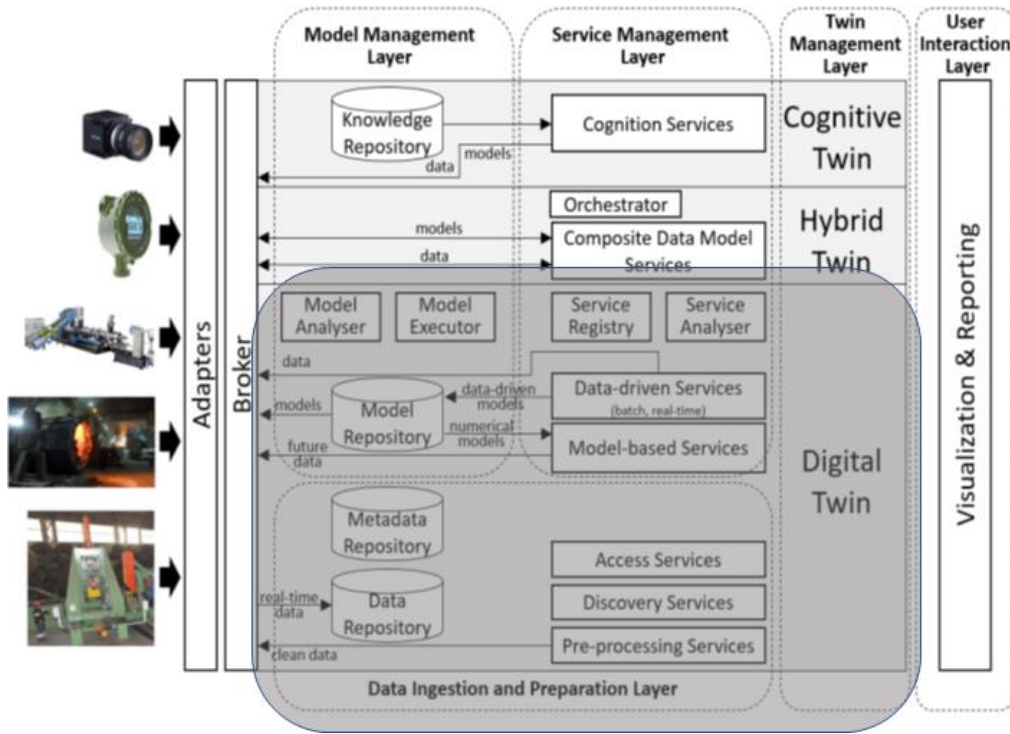 Model Management
Layer
Service Management
Layer
Twin
Management
Layer
User
Interaction
Layer
Adapters
Broker
Knowledge
Repository
Cognition Services
models
data
Cognitive
Twin
Orchestrator
models
Composite Data Model
Services
data
Hybrid
Twin
Model
Analyser
Model
Executor
Service
Registry
Service
Analyser
data
data-driven
models
Data-driven Services
(batch, real-time)
models
Model
Repository
numerical
models
Model-based Services
future
data
Digital
Twin
Metadata
Repository
Access Services
real-time
data
Data
Repository
Discovery Services
Pre-processing Services
clean data
Data Ingestion and Preparation Layer
Visualization & Reporting